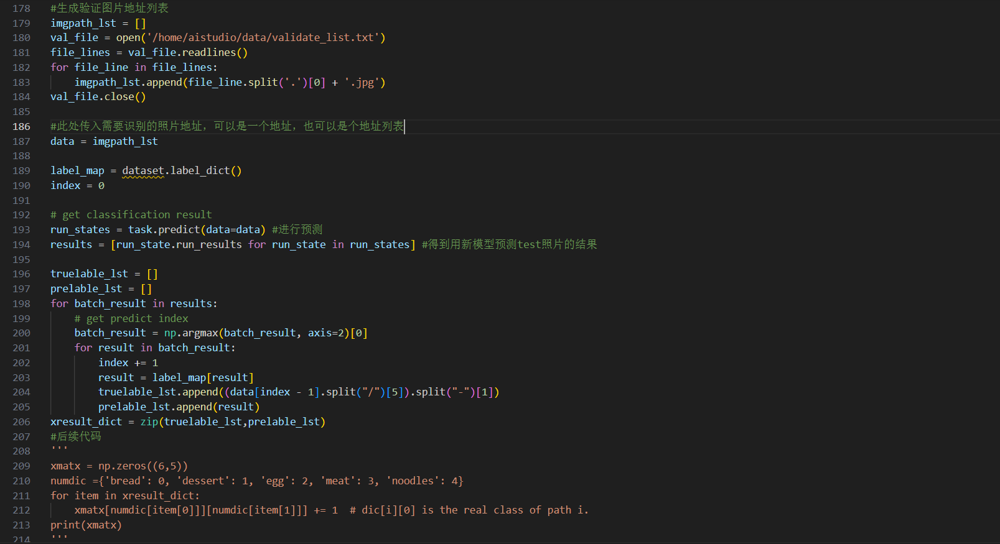 178 #生成验证图片地址列表
179 imgpath_lst = []
180 val_file = open('/home/aistudio/data/validate_list.txt')
181 file_lines = val_file.readlines()
182 for file_line in file_lines:
183     imgpath_lst.append(file_line.split('.')[0] + '.jpg')
184 val_file.close()
185
186 #此处传入需要识别的照片地址，可以是一个地址，也可以是个地址列表
187 data = imgpath_lst
188
189 label_map = dataset.label_dict()
190 index = 0
191
192 # get classification result
193 run_states = task.predict(data=data) #进行预测
194 results = [run_state.run_results for run_state in run_states] #得到用新模型预测test照片的结果
195
196 truelable_lst = []
197 prelable_lst = []
198 for batch_result in results:
199     # get predict index
200     batch_result = np.argmax(batch_result, axis=2)[0]
201     for result in batch_result:
202         index += 1
203         result = label_map[result]
204         truelable_lst.append((data[index - 1].split("/")[5]).split("-")[1])
205         prelable_lst.append(result)
206 xresult_dict = zip(truelable_lst,prelable_lst)
207 #后续代码
208 '''
209 xmatx = np.zeros((6,5))
210 numdic ={'bread': 0, 'dessert': 1, 'egg': 2, 'meat': 3, 'noodles': 4}
211 for item in xresult_dict:
212     xmatx[numdic[item[0]]][numdic[item[1]]] += 1  # dic[i][0] is the real class of path i.
213 print(xmatx)
214 '''